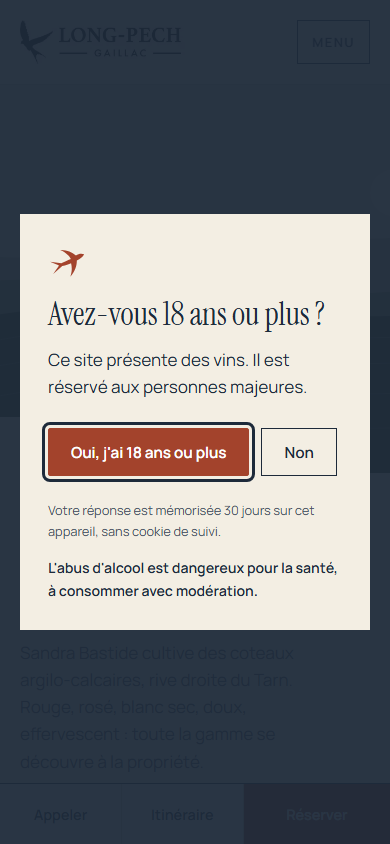 LONG-PECH
GAILLAC
MENU
Avez-vous 18 ans ou plus ?
Ce site présente des vins. Il est
réservé aux personnes majeures.
Oui, j'ai 18 ans ou plus
Non
Votre réponse est mémorisée 30 jours sur cet
appareil, sans cookie de suivi.
L'abus d'alcool est dangereux pour la santé,
à consommer avec modération.
Sandra Bastide cultive des coteaux
argilo-calcaires, rive droite du Tarn.
Rouge, rosé, blanc sec, doux,
effervescent : toute la gamme se
découvre à la propriété.
Appeler
Itinéraire
Réserver